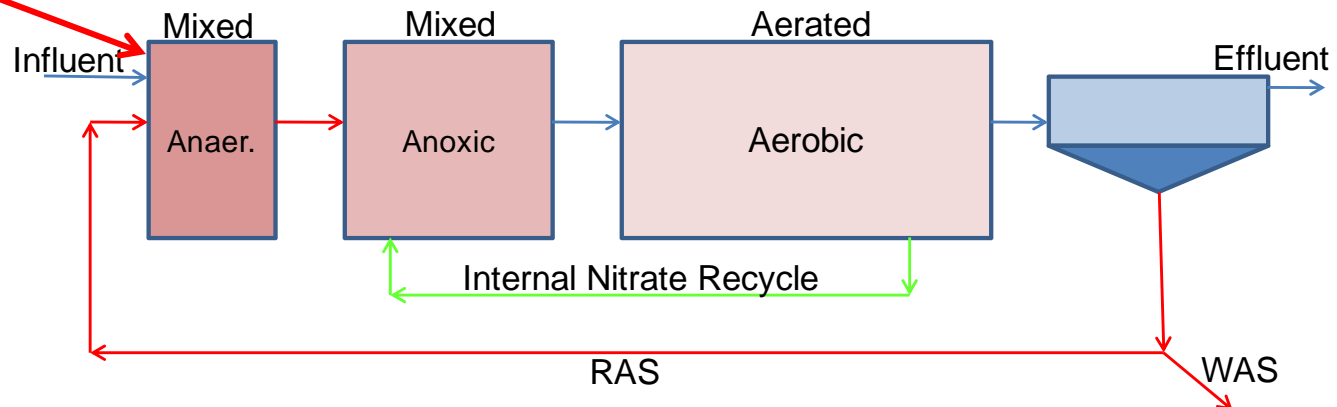 Mixed
Mixed
Aerated
Influent
Effluent
Anaer.
Anoxic
Aerobic
Internal Nitrate Recycle
RAS
WAS